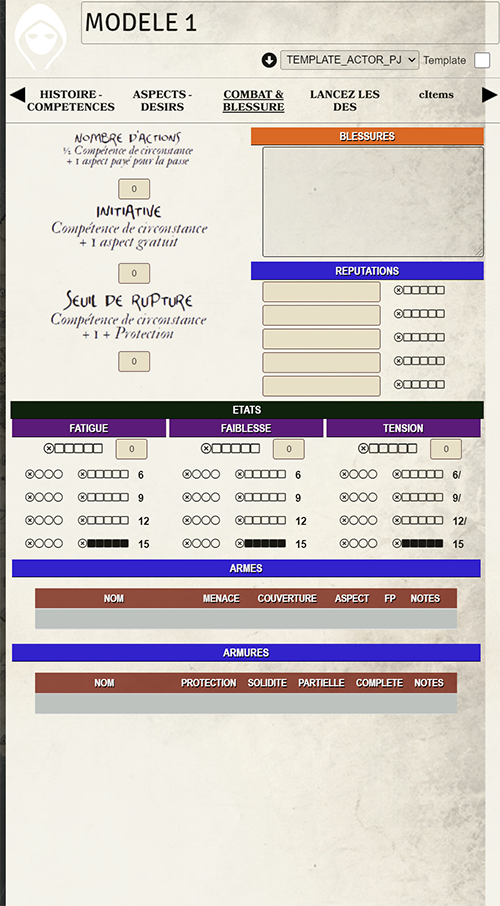 MODELE 1
TEMPLATE_ACTOR_PJ Template
HISTOIRE - COMPETENCES
ASPECTS - DESIRS
COMBAT & BLESSURE
LANCEZ LES DES
cItems
NOMBRE D'ACTIONS
½ Compétence de circonstance
+ 1 aspect payé pour la passe
0
INITIATIVE
Compétence de circonstance
+ 1 aspect gratuit
0
SEUIL DE RUPTURE
Compétence de circonstance
+ 1 + Protection
0
BLESSURES
REPUTATIONS
ETATS
FATIGUE FAIBLESSE TENSION
0 0 0
6 6 6/
9 9 9/
12 12 12/
15 15 15
ARMES
NOM MENACE COUVERTURE ASPECT FP NOTES
ARMURES
NOM PROTECTION SOLIDITE PARTIELLE COMPLETE NOTES